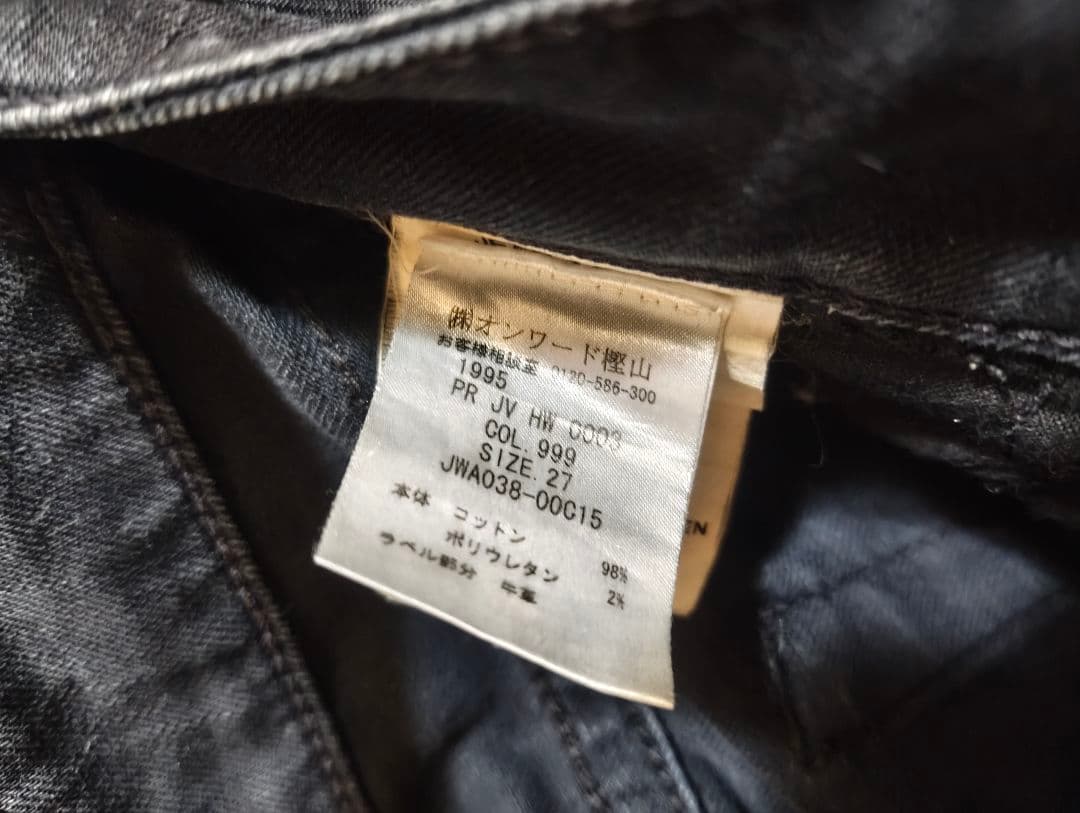 ㈱オンワード樫山
お客様相談室 0120-586-300
1995
PR JV HW 0003
COL.999
SIZE.27
JWA038-00C15
本体 コットン 98%
ポリウレタン 2%
ラベル部分 牛革
EN